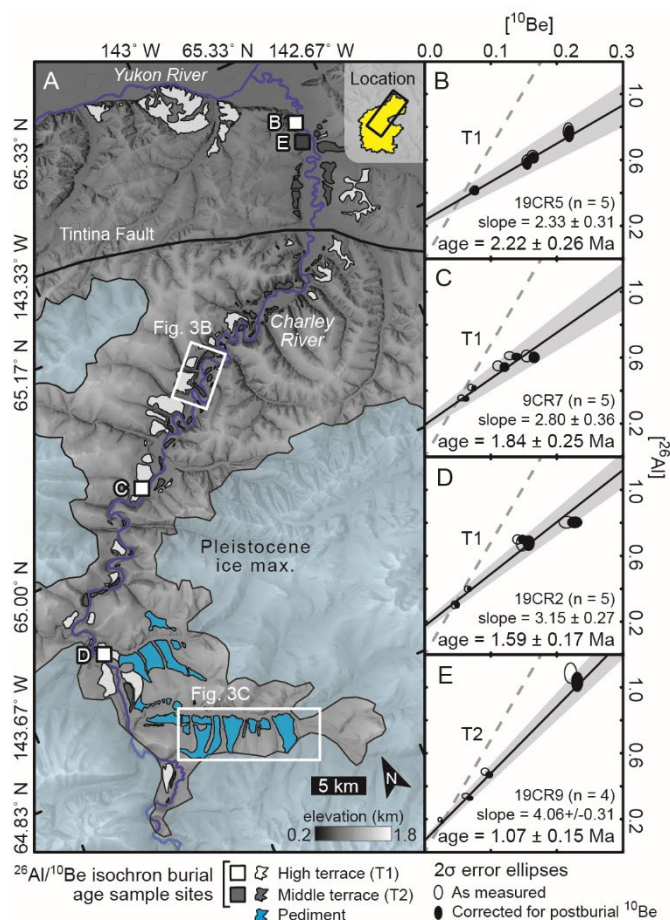 [10Be]
143° W 65.33° N 142.67° W
0.0 0.1 0.2 0.3
A
Yukon River
Location
B
E
65.33° N
Tintina Fault
143.33° W
Fig. 3B
Charley River
65.17° N
C
Pleistocene
ice max.
65.00° N
D
Fig. 3C
143.67° W
5 km
N
elevation (km)
0.2 1.8
64.83° N
B
T1
19CR5 (n = 5)
slope = 2.33 ± 0.31
age = 2.22 ± 0.26 Ma
0.2 0.6 1.0
C
T1
9CR7 (n = 5)
slope = 2.80 ± 0.36
age = 1.84 ± 0.25 Ma
0.2 0.6 1.0
[26Al]
D
T1
19CR2 (n = 5)
slope = 3.15 ± 0.27
age = 1.59 ± 0.17 Ma
0.2 0.6 1.0
E
T2
19CR9 (n = 4)
slope = 4.06+/-0.31
age = 1.07 ± 0.15 Ma
0.2 0.6 1.0
26Al/10Be isochron burial
age sample sites
High terrace (T1)
Middle terrace (T2)
Pediment
2σ error ellipses
As measured
Corrected for postburial 10Be